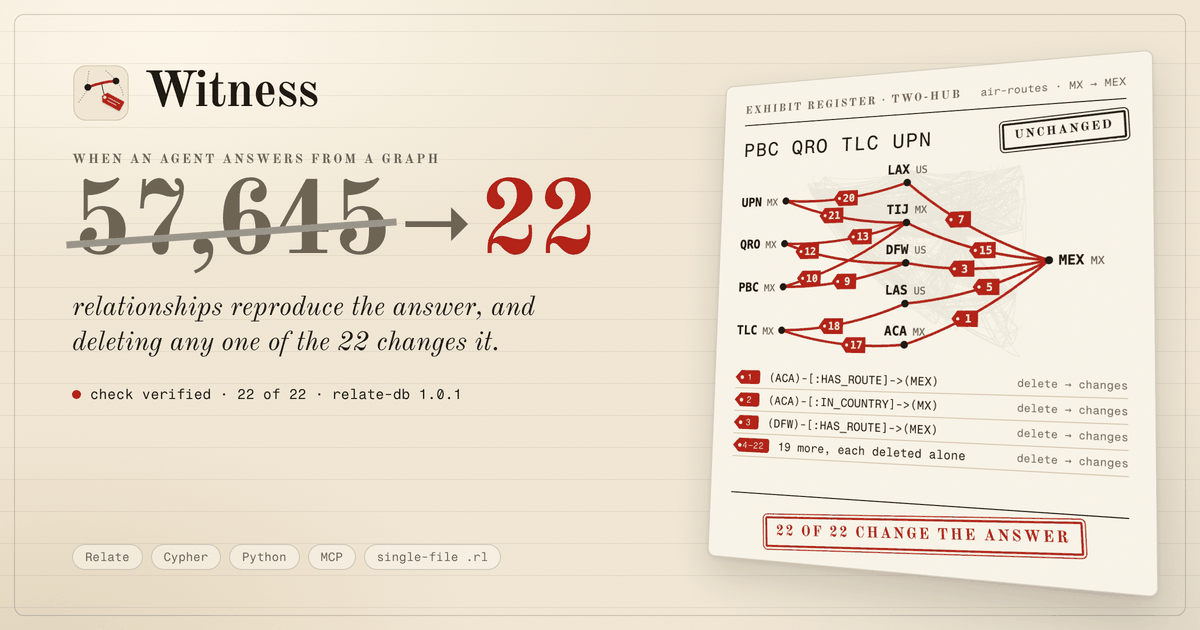 Witness
WHEN AN AGENT ANSWERS FROM A GRAPH
57,645 → 22
relationships reproduce the answer, and
deleting any one of the 22 changes it.
check verified · 22 of 22 · relate-db 1.0.1
Relate
Cypher
Python
MCP
single-file .rl
EXHIBIT REGISTER · TWO-HUB
air-routes · MX → MEX
PBC QRO TLC UPN
UNCHANGED
LAX US
UPN MX
20
21
TIJ MX
7
QRO MX
13
12
DFW US
15
MEX MX
3
PBC MX
10
9
LAS US
5
TLC MX
18
17
ACA MX
1
1 (ACA)-[:HAS_ROUTE]->(MEX) delete → changes
2 (ACA)-[:IN_COUNTRY]->(MX) delete → changes
3 (DFW)-[:HAS_ROUTE]->(MEX) delete → changes
4-22 19 more, each deleted alone delete → changes
22 OF 22 CHANGE THE ANSWER